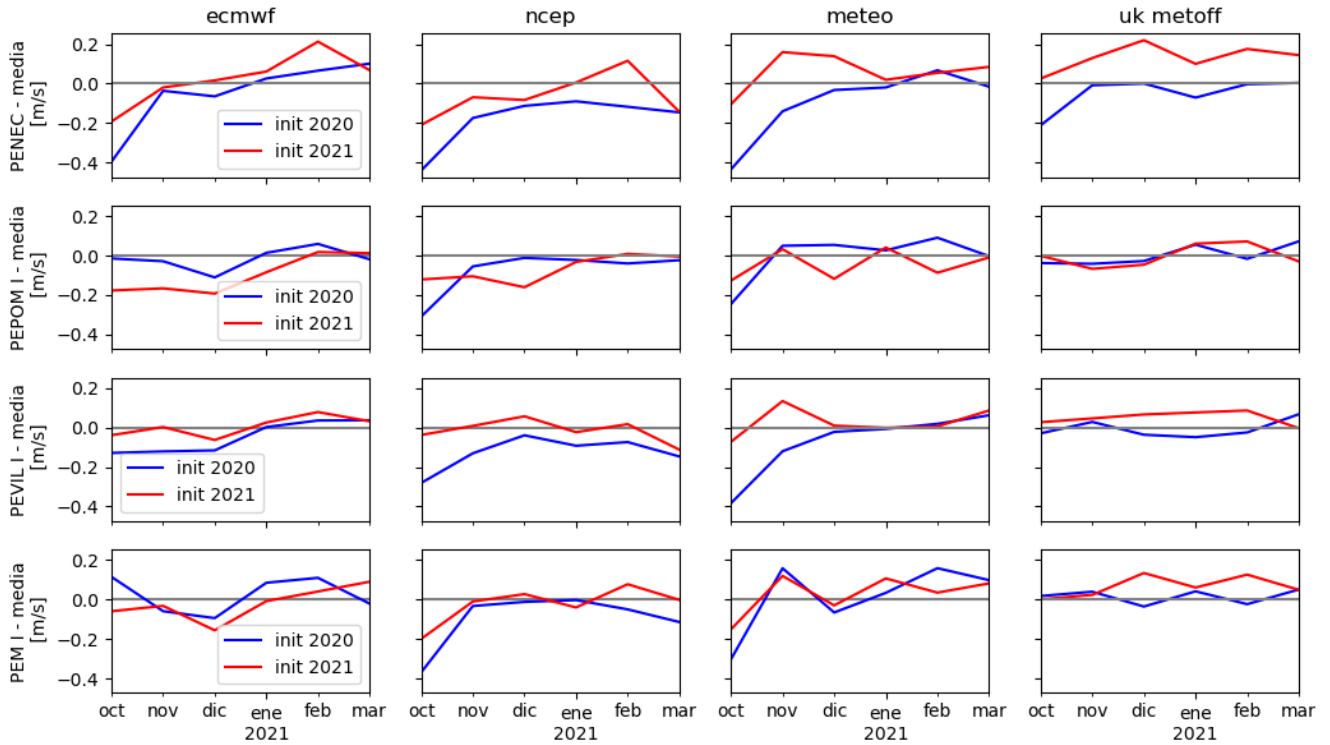 ecmwf ncep meteo uk metoff
PENEC - media
[m/s]
0.2
0.0
−0.2
−0.4
init 2020
init 2021
PEPOM I - media
[m/s]
0.2
0.0
−0.2
−0.4
init 2020
init 2021
PEVIL I - media
[m/s]
0.2
0.0
−0.2
−0.4
init 2020
init 2021
PEM I - media
[m/s]
0.2
0.0
−0.2
−0.4
init 2020
init 2021
oct nov dic ene feb mar oct nov dic ene feb mar oct nov dic ene feb mar oct nov dic ene feb mar
2021 2021 2021 2021